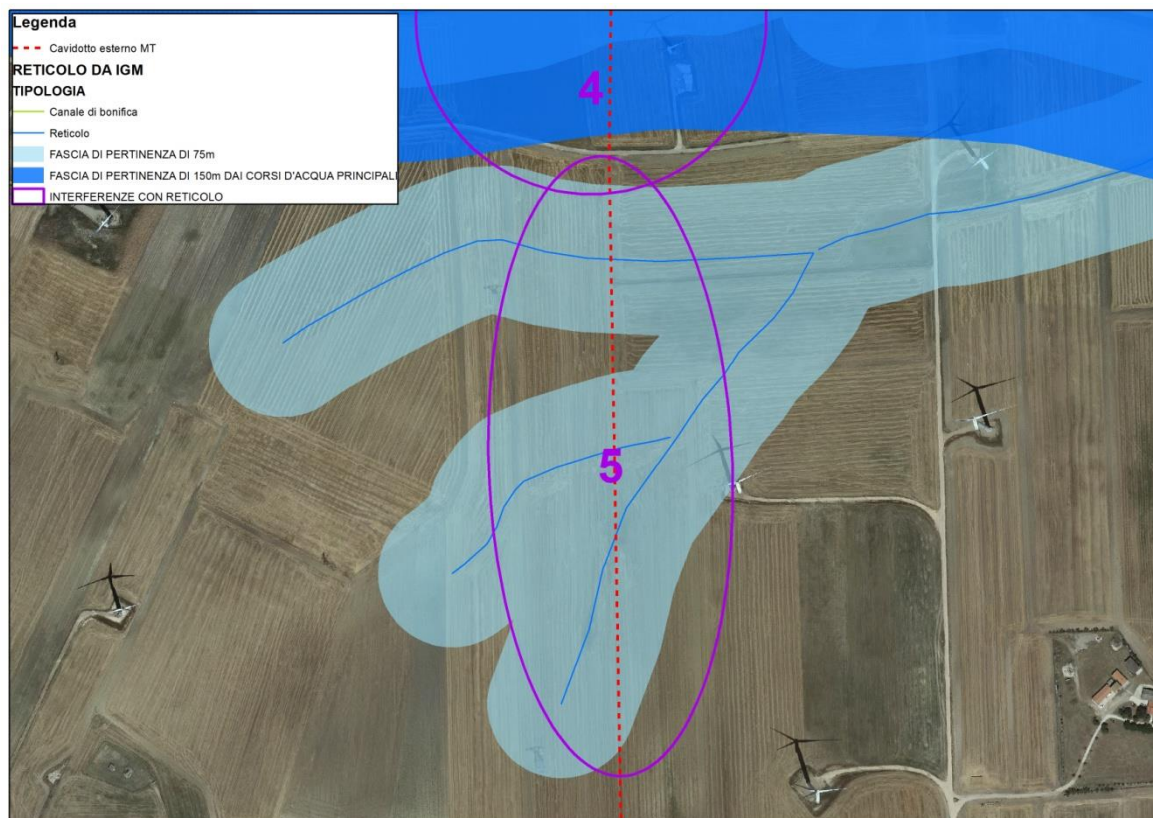 Legenda
Cavidotto esterno MT
RETICOLO DA IGM
TIPOLOGIA
Canale di bonifica
Reticolo
FASCIA DI PERTINENZA DI 75m
FASCIA DI PERTINENZA DI 150m DAI CORSI D'ACQUA PRINCIPALI
INTERFERENZE CON RETICOLO
4
5